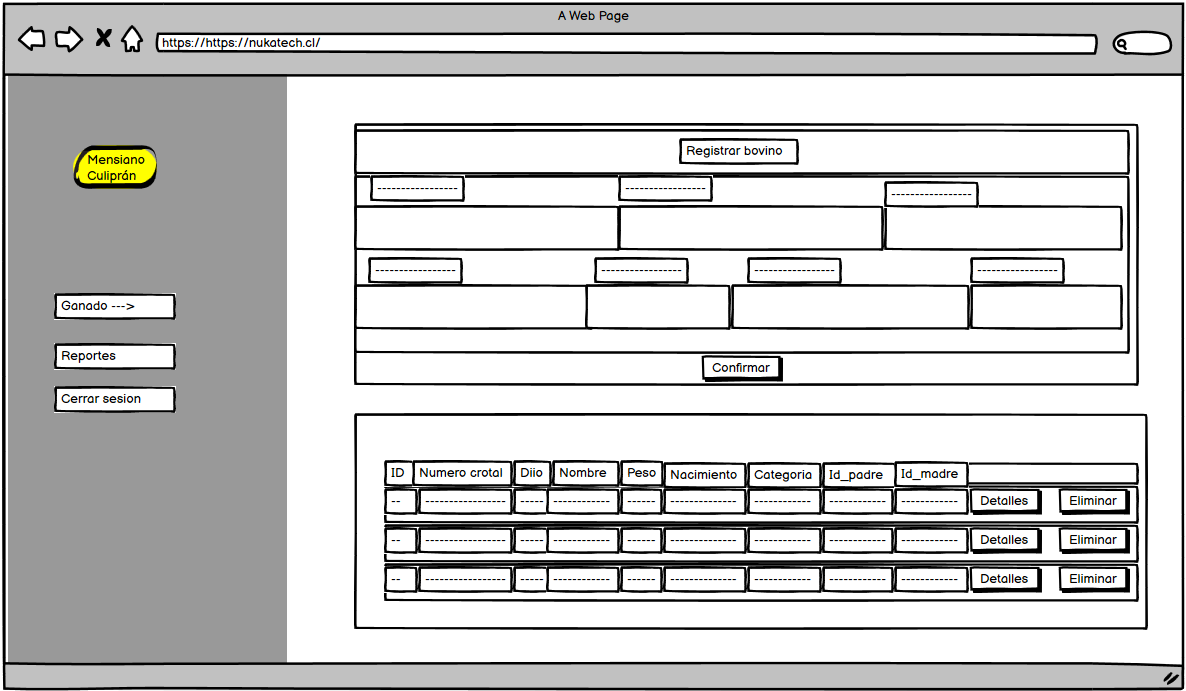 A Web Page
https://https://nukatech.cl/
Mensiano
Culiprán
Ganado --->
Reportes
Cerrar sesion
Registrar bovino
----------------- ----------------- -----------------
----------------- ----------------- ----------------- -----------------
Confirmar
ID Numero crotal Diio Nombre Peso Nacimiento Categoria Id_padre Id_madre
-- ----------------- ----- ------------ ------ ------------ ------------ ------------ ------------ Detalles Eliminar
-- ----------------- ----- ------------ ------ ------------ ------------ ------------ ------------ Detalles Eliminar
-- ----------------- ----- ------------ ------ ------------ ------------ ------------ ------------ Detalles Eliminar